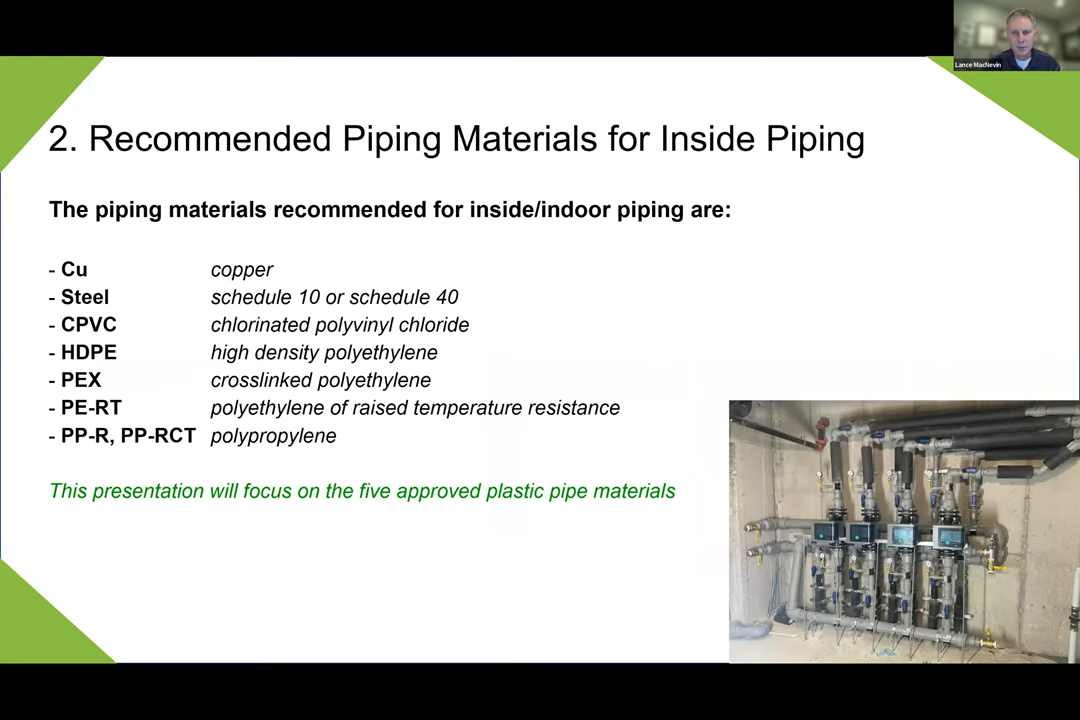 Lance MacNevin
2. Recommended Piping Materials for Inside Piping
The piping materials recommended for inside/indoor piping are:
- Cu copper
- Steel schedule 10 or schedule 40
- CPVC chlorinated polyvinyl chloride
- HDPE high density polyethylene
- PEX crosslinked polyethylene
- PE-RT polyethylene of raised temperature resistance
- PP-R, PP-RCT polypropylene
This presentation will focus on the five approved plastic pipe materials